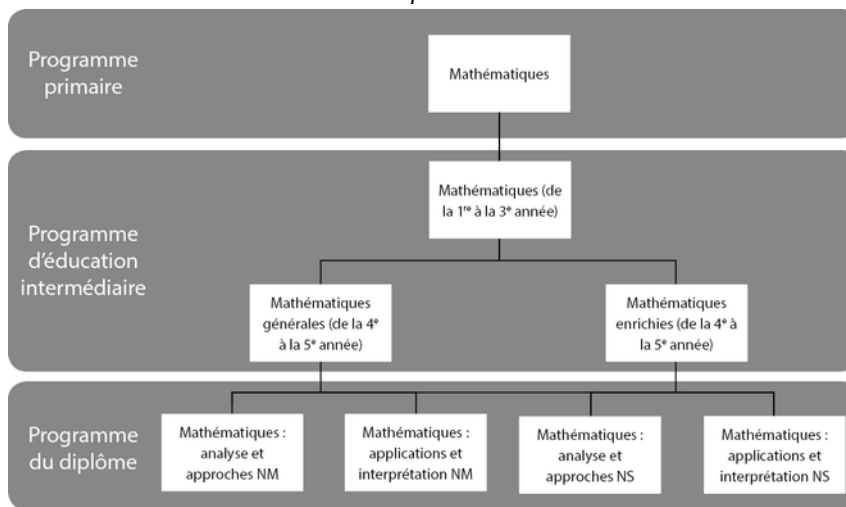 Programme
primaire
Mathématiques
Programme
d'éducation
intermédiaire
Mathématiques (de
la 1re à la 3e année)
Mathématiques
générales (de la 4e
à la 5e année)
Mathématiques
enrichies (de la 4e à
la 5e année)
Programme
du diplôme
Mathématiques :
analyse et
approches NM
Mathématiques :
applications et
interprétation NM
Mathématiques :
analyse et
approches NS
Mathématiques :
applications et
interprétation NS